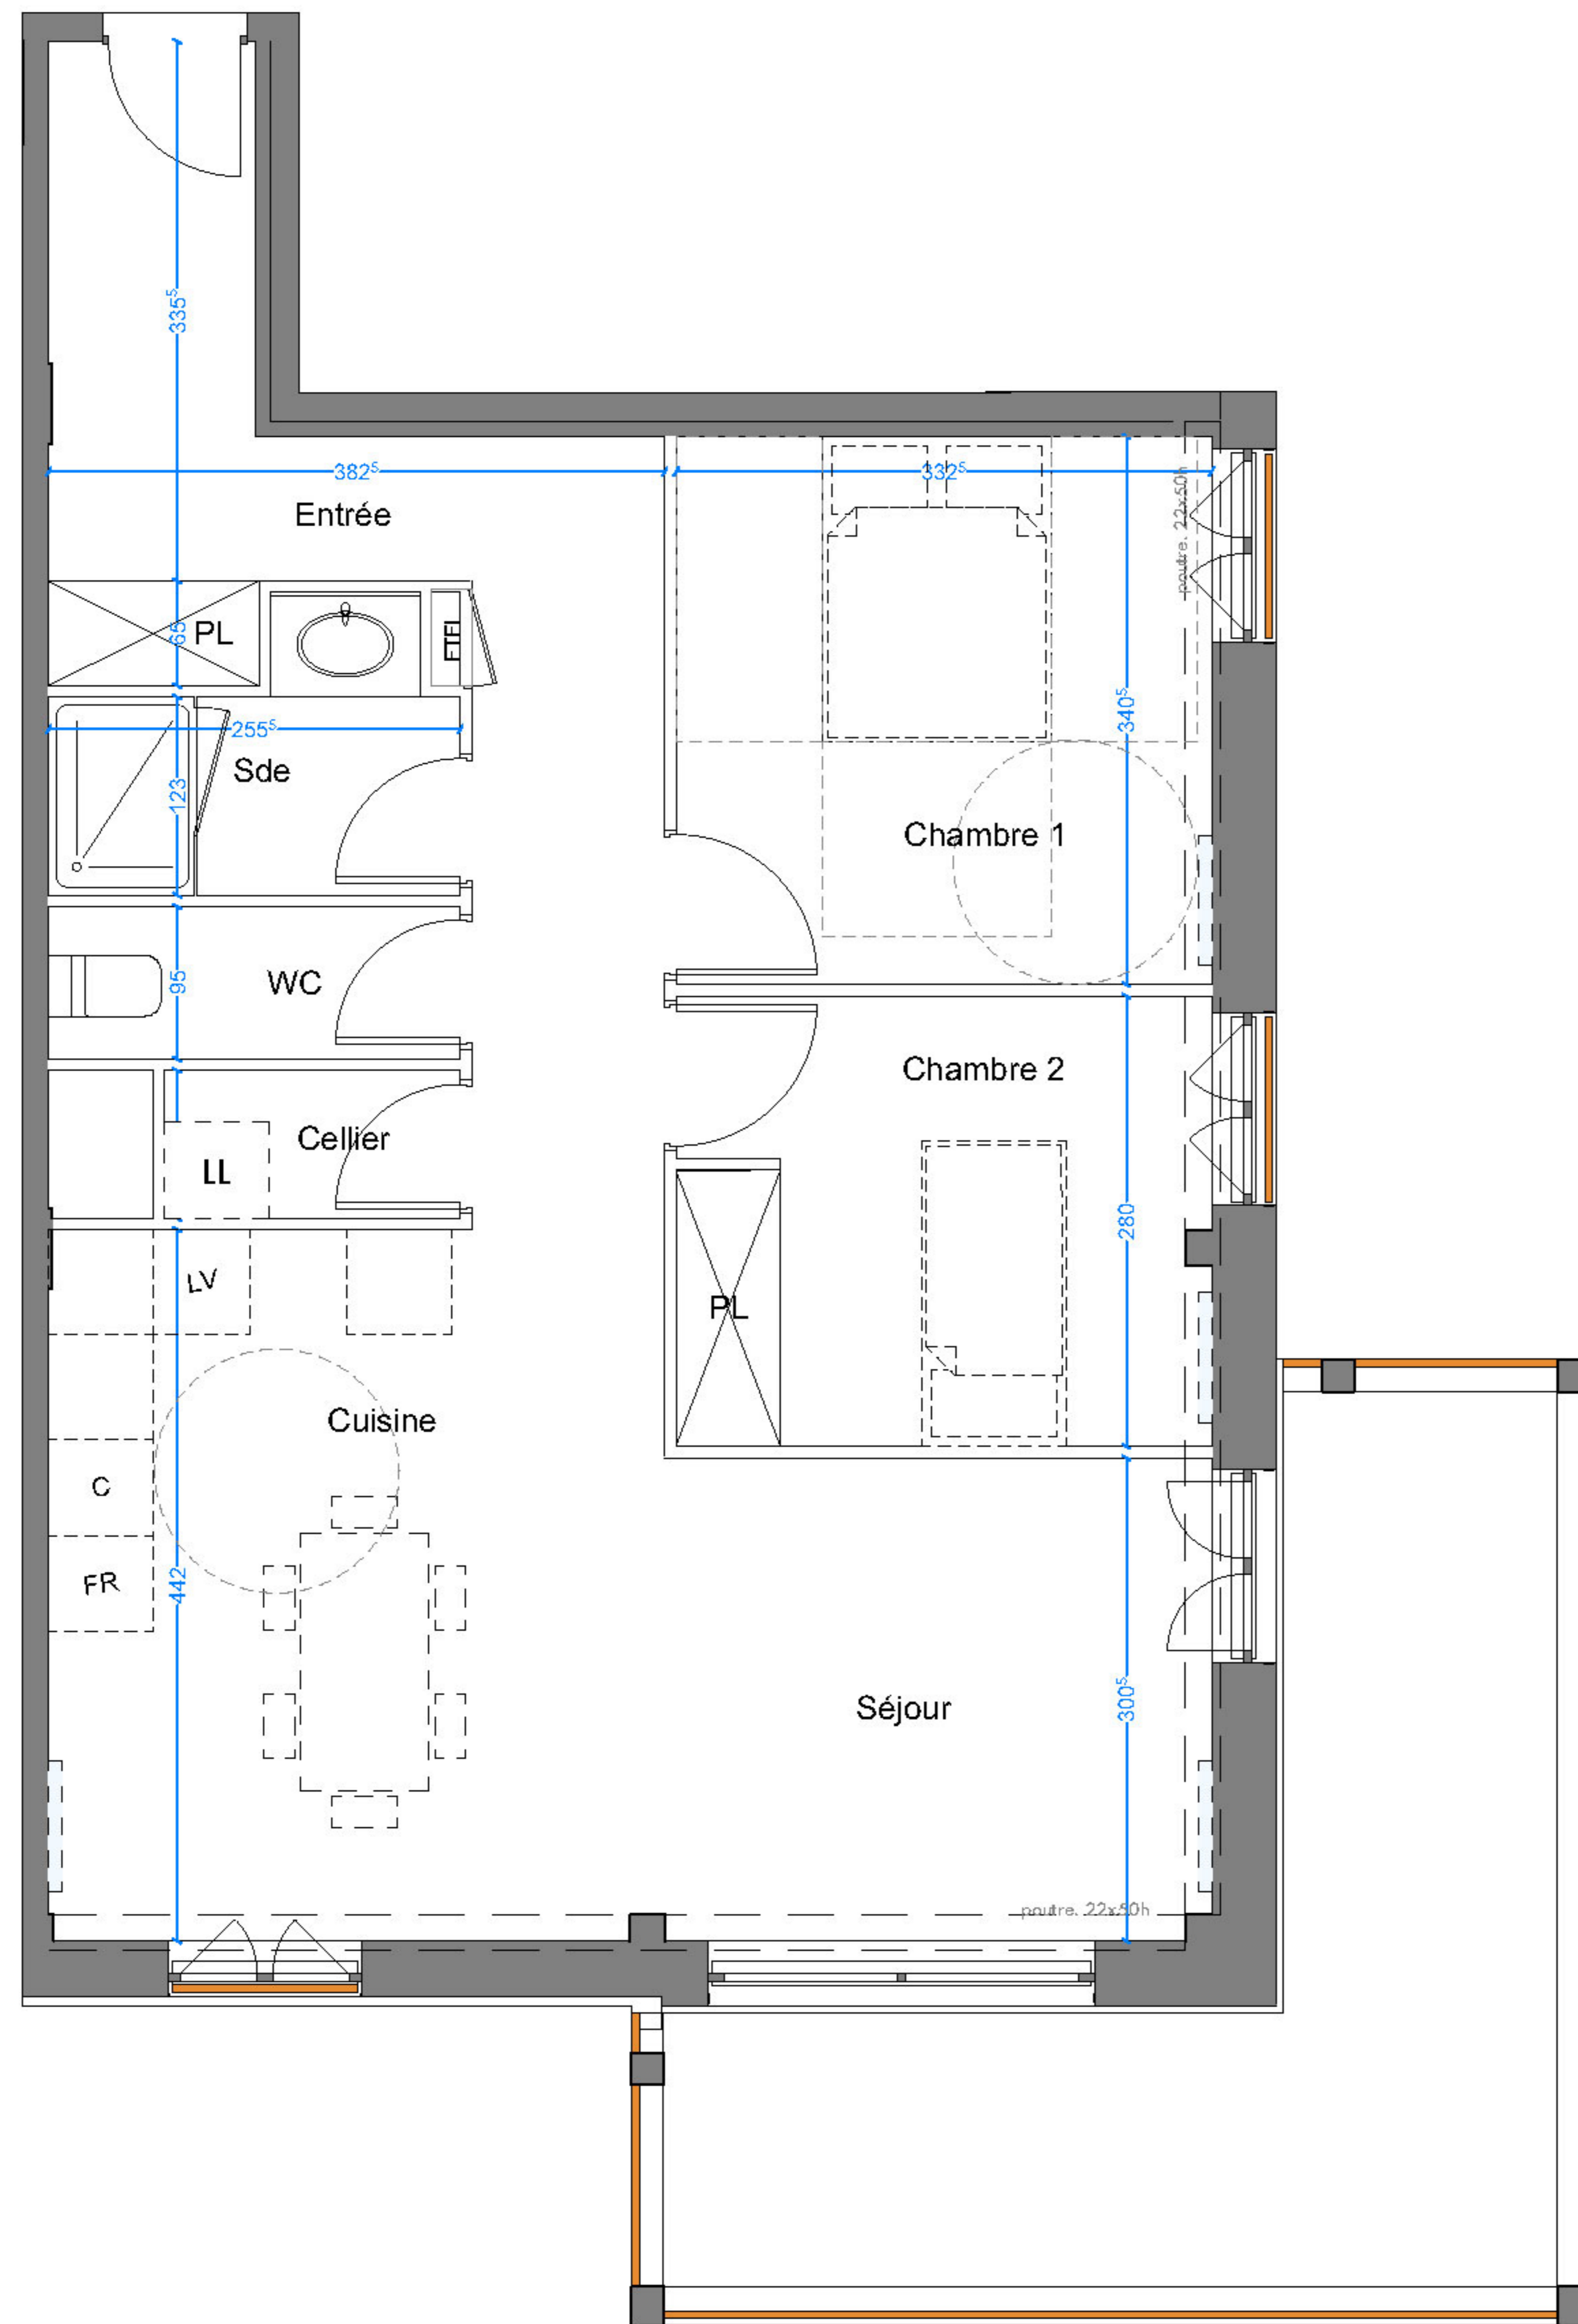 335⁵
382⁵
332⁵
poutre. 22x50h
Entrée
65
PL
ETEL
255⁵
340⁵
Sde
123
Chambre 1
WC
95
Chambre 2
Cellier
LL
280
LV
PL
Cuisine
C
FR
442
300⁵
Séjour
poutre. 22x50h